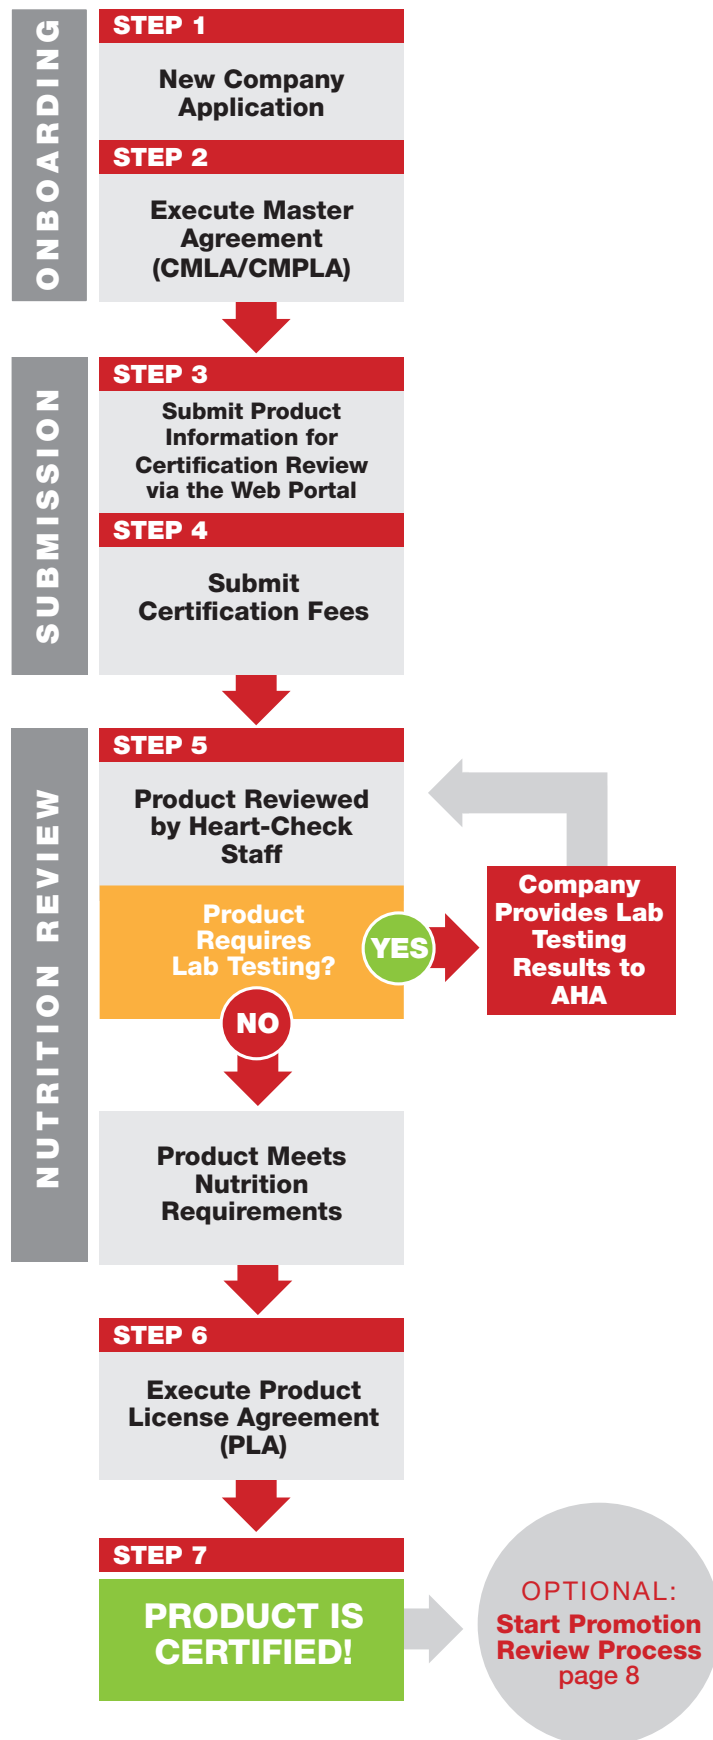 ONBOARDING
STEP 1
New Company
Application
STEP 2
Execute Master
Agreement
(CMLA/CMPLA)
SUBMISSION
STEP 3
Submit Product
Information for
Certification Review
via the Web Portal
STEP 4
Submit
Certification Fees
NUTRITION REVIEW
STEP 5
Product Reviewed
by Heart-Check
Staff
Product
Requires
Lab Testing?
YES
Company
Provides Lab
Testing
Results to
AHA
NO
Product Meets
Nutrition
Requirements
STEP 6
Execute Product
License Agreement
(PLA)
STEP 7
PRODUCT IS
CERTIFIED!
OPTIONAL:
Start Promotion
Review Process
page 8